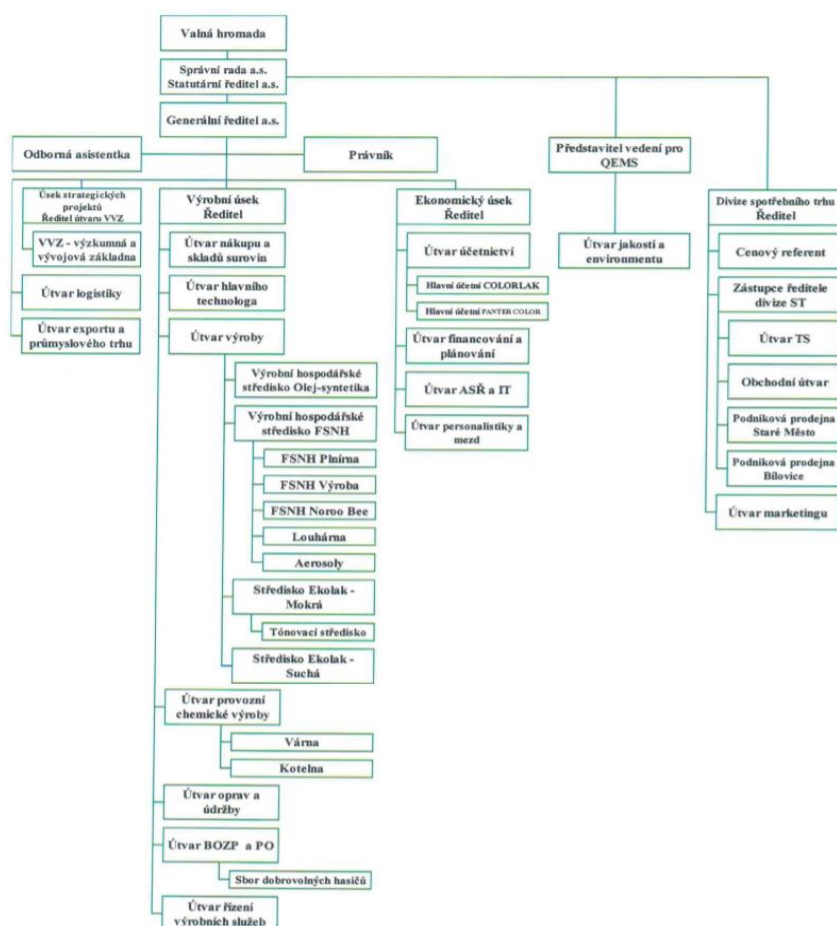 Valná hromada
Správní rada a.s.
Statutární ředitel a.s.
Generální ředitel a.s.
Odborná asistentka
Právník
Představitel vedení pro
QEMS
Útvar jakosti a
environmentu
Úsek strategických
projektů
Ředitel útvaru VVZ
VVZ - výzkumná a
vývojová základna
Útvar logistiky
Útvar exportu a
průmyslového trhu
Výrobní úsek
Ředitel
Útvar nákupu a
skladů surovin
Útvar hlavního
technologa
Útvar výroby
Výrobní hospodářské
středisko Olej-syntetika
Výrobní hospodářské
středisko FSNH
FSNH Plnírna
FSNH Výroba
FSNH Noroo Bee
Louhárna
Aerosoly
Středisko Ekolak -
Mokrá
Tónovací středisko
Středisko Ekolak -
Suchá
Útvar provozní
chemické výroby
Várna
Kotelna
Útvar oprav a
údržby
Útvar BOZP a PO
Sbor dobrovolných hasičů
Útvar řízení
výrobních služeb
Ekonomický úsek
Ředitel
Útvar účetnictví
Hlavní účetní COLORLAK
Hlavní účetní PANTER COLOR
Útvar financování a
plánování
Útvar ASŘ a IT
Útvar personalistiky a
mezd
Divize spotřebního trhu
Ředitel
Cenový referent
Zástupce ředitele
divize ST
Útvar TS
Obchodní útvar
Podniková prodejna
Staré Město
Podniková prodejna
Bílovice
Útvar marketingu